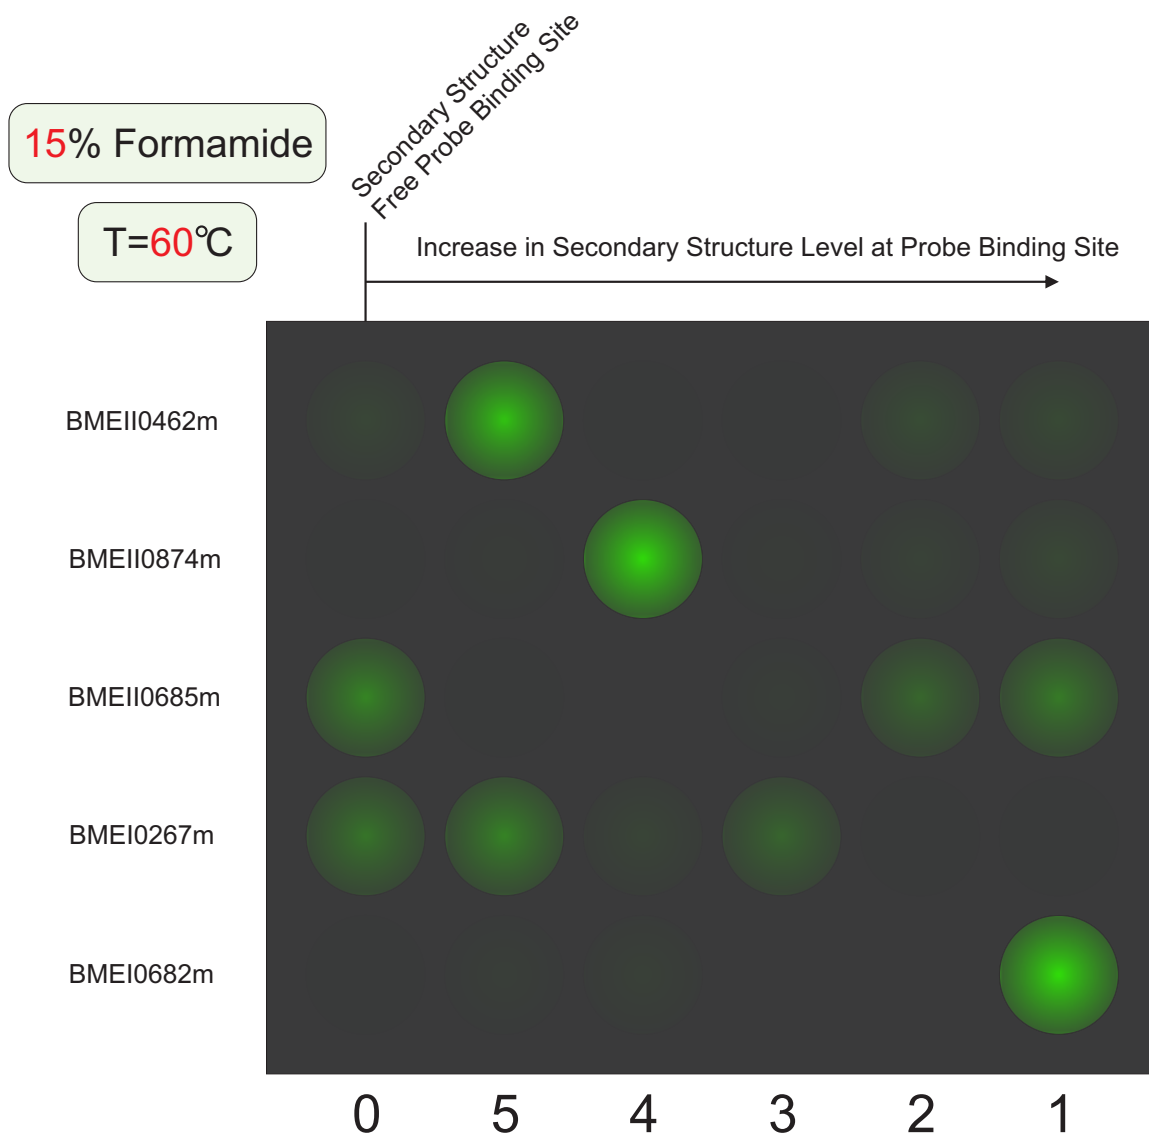 Secondary Structure
Free Probe Binding Site
15% Formamide
T=60℃
Increase in Secondary Structure Level at Probe Binding Site
BMEII0462m
BMEII0874m
BMEII0685m
BMEI0267m
BMEI0682m
0 5 4 3 2 1